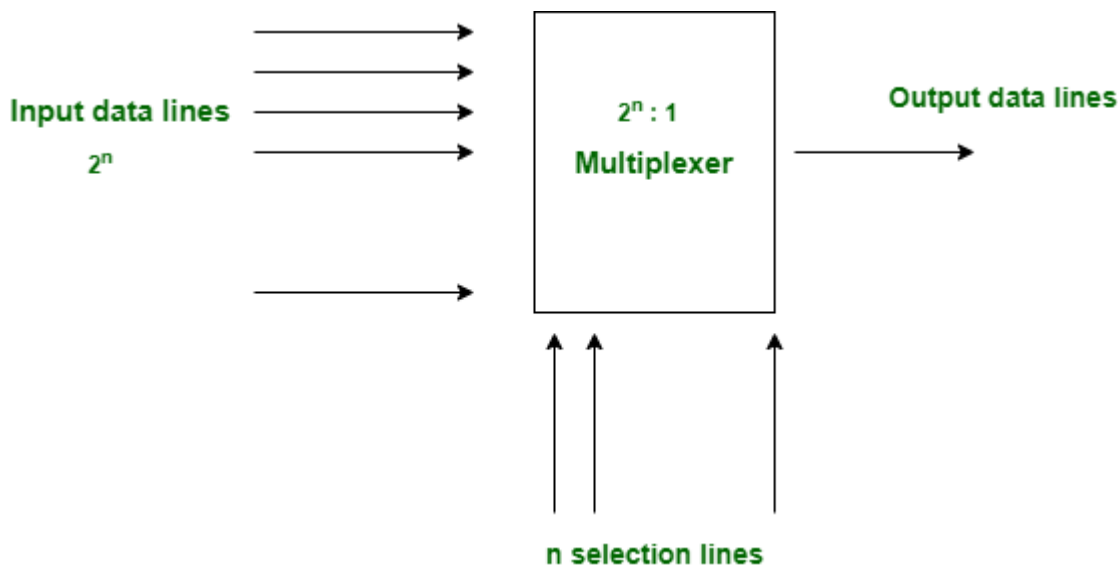 Input data lines
2ⁿ
2ⁿ : 1
Multiplexer
Output data lines
n selection lines